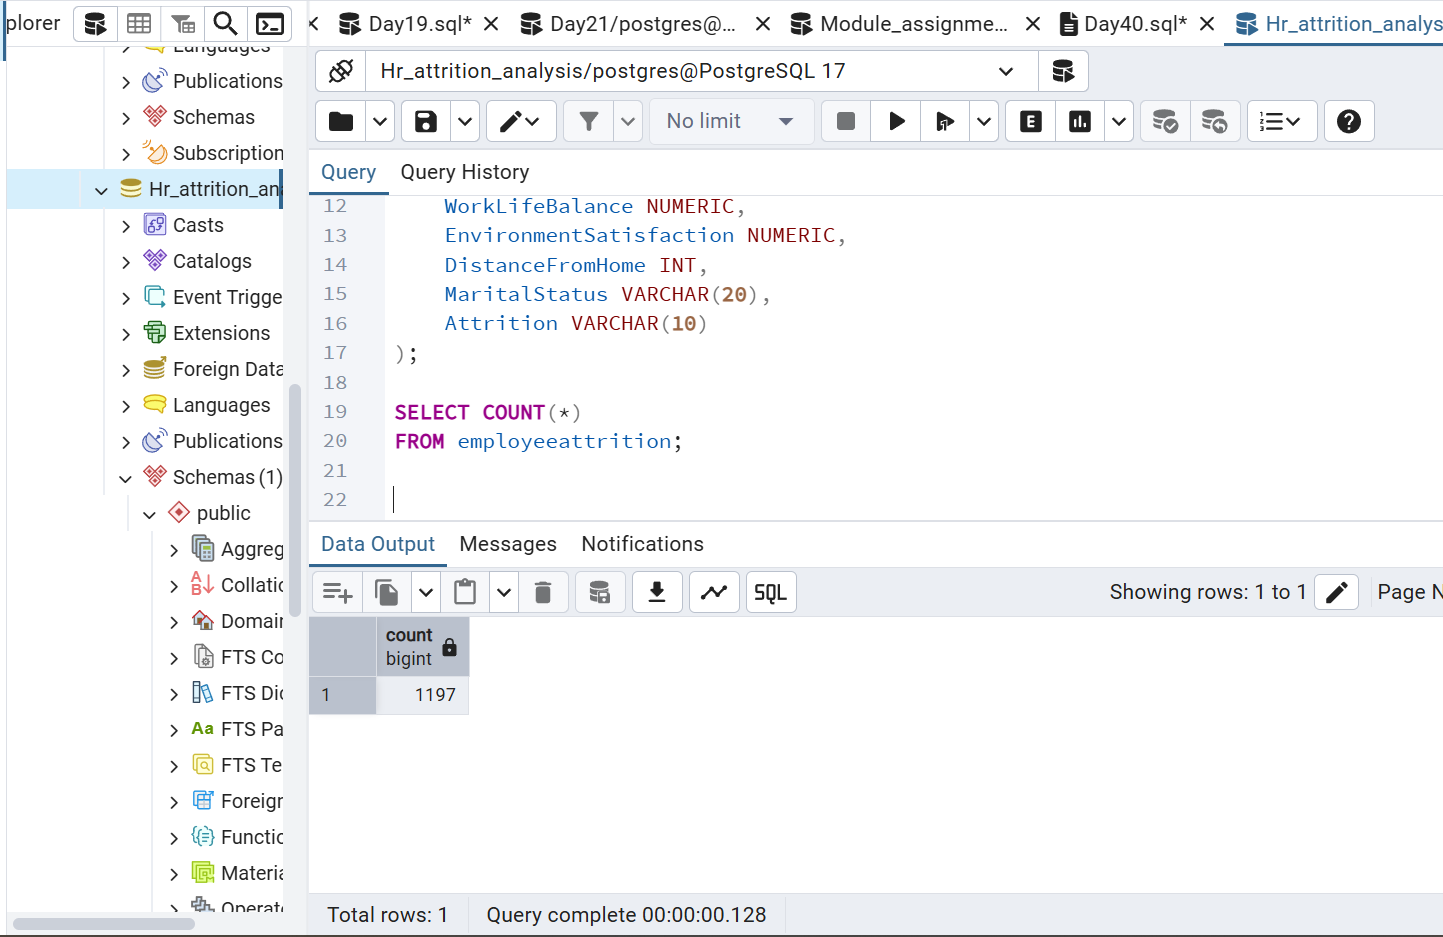 plorer
Day19.sql*
Day21/postgres@...
Module_assignme...
Day40.sql*
Hr_attrition_analys
Languages
Publications
Schemas
Subscription
Hr_attrition_ana
Casts
Catalogs
Event Trigge
Extensions
Foreign Data
Languages
Publications
Schemas (1)
public
Aggreg
Collatic
Domair
FTS Co
FTS Dic
FTS Pa
FTS Te
Foreigr
Functic
Materia
Operato
Hr_attrition_analysis/postgres@PostgreSQL 17
No limit
Query
Query History
12 WorkLifeBalance NUMERIC,
13 EnvironmentSatisfaction NUMERIC,
14 DistanceFromHome INT,
15 MaritalStatus VARCHAR(20),
16 Attrition VARCHAR(10)
17 );
18
19 SELECT COUNT(*)
20 FROM employeeattrition;
21
22
Data Output
Messages
Notifications
SQL
Showing rows: 1 to 1
Page N
count
bigint
1 1197
Total rows: 1
Query complete 00:00:00.128